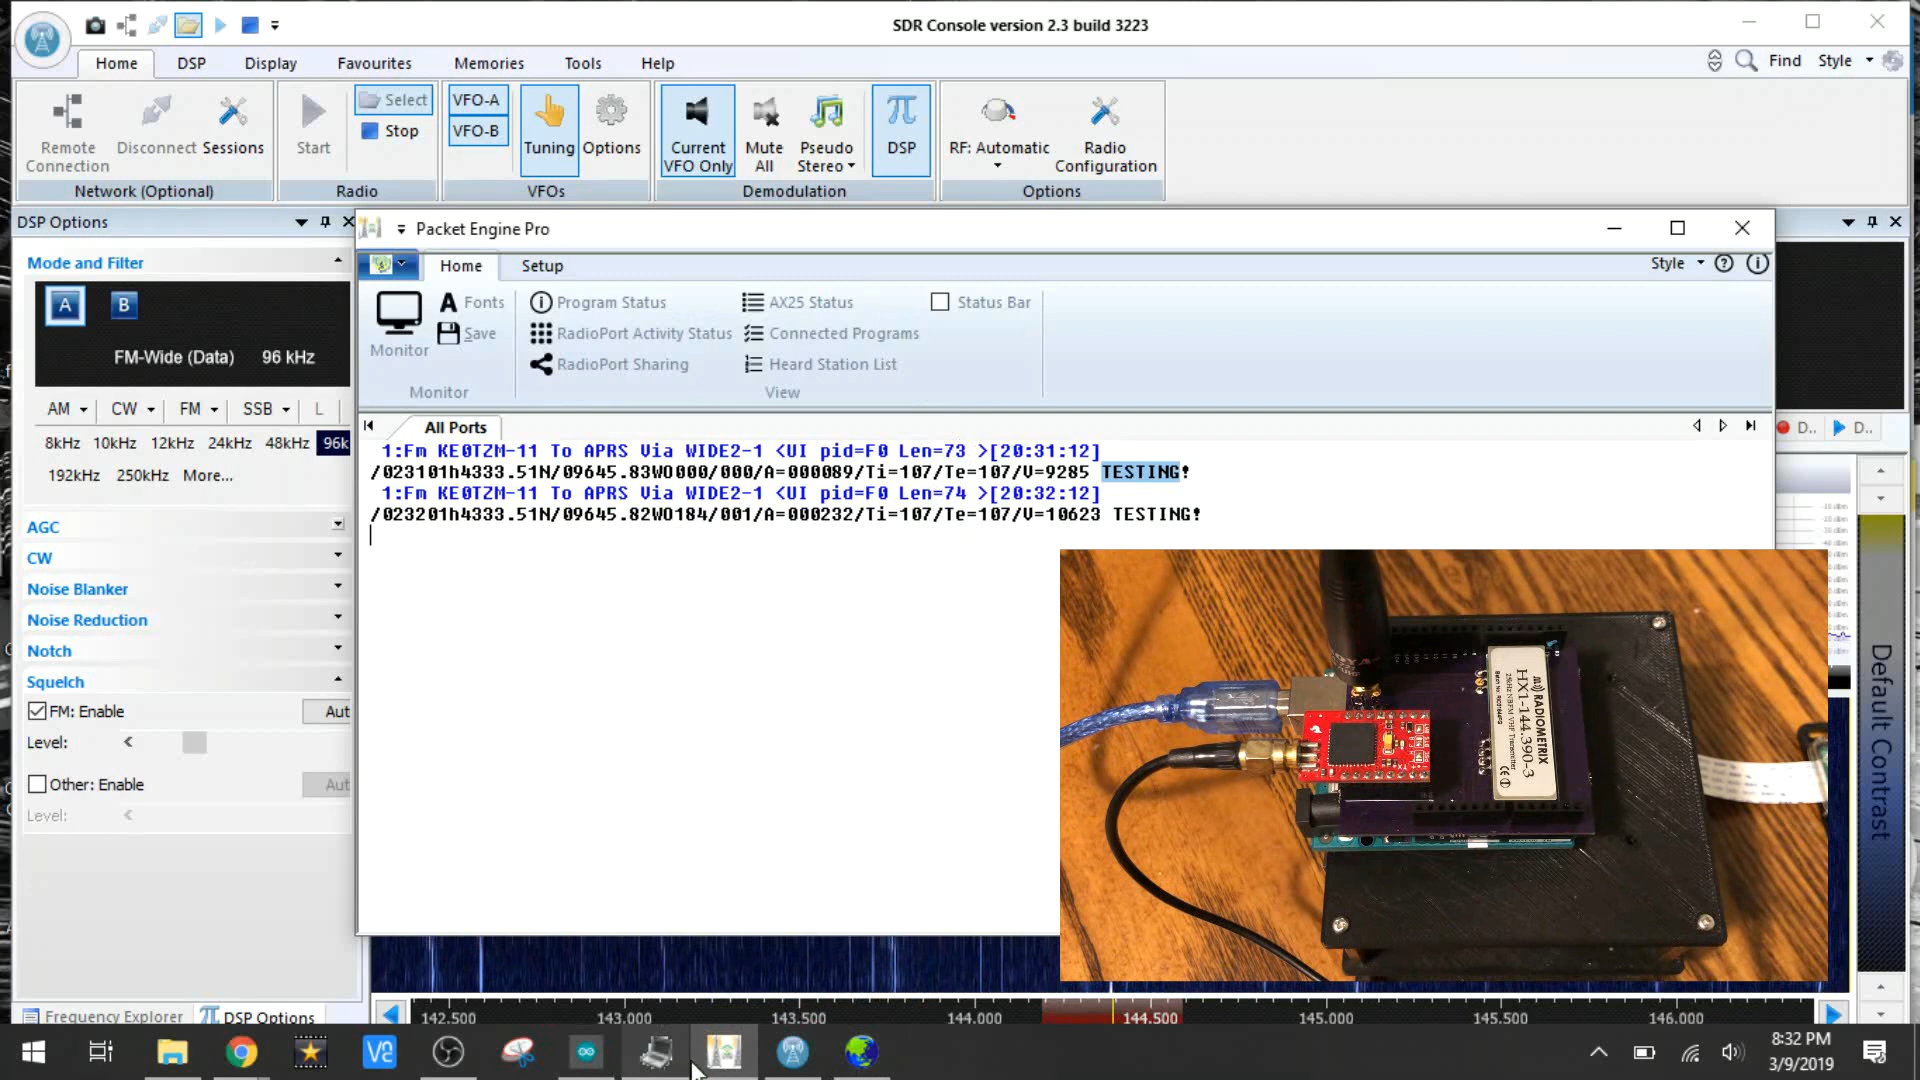 SDR Console version 2.3 build 3223
Home DSP Display Favourites Memories Tools Help
Find Style
Remote Connection Disconnect Sessions
Network (Optional)
Start Select Stop
Radio
VFO-A
VFO-B
Tuning Options
VFOs
Current VFO Only Mute All Pseudo Stereo
Demodulation
DSP
RF: Automatic Radio Configuration
Options
DSP Options
Mode and Filter
A B
FM-Wide (Data) 96 kHz
AM CW FM SSB L
8kHz 10kHz 12kHz 24kHz 48kHz 96k
192kHz 250kHz More...
AGC
CW
Noise Blanker
Noise Reduction
Notch
Squelch
FM: Enable Aut
Level:
Other: Enable Aut
Level:
Frequency Explorer DSP Options
Packet Engine Pro
Home Setup
Style
Monitor
A Fonts
Save
Monitor
Program Status AX25 Status Status Bar
RadioPort Activity Status Connected Programs
RadioPort Sharing Heard Station List
View
All Ports
1:Fm KE0TZM-11 To APRS Via WIDE2-1 <UI pid=F0 Len=73 >[20:31:12]
/023101h4333.51N/09645.83WO000/000/A=000089/Ti=107/Te=107/V=9285 TESTING!
1:Fm KE0TZM-11 To APRS Via WIDE2-1 <UI pid=F0 Len=74 >[20:32:12]
/023201h4333.51N/09645.82WO184/001/A=000232/Ti=107/Te=107/V=10623 TESTING!
D.. D..
Default Contrast
RADIOMETRIX
HX1-144.390-3
25kHz NBFM VHF Transmitter
CE
142.500 143.000 143.500 144.000 144.500 145.000 145.500 146.000
8:32 PM
3/9/2019